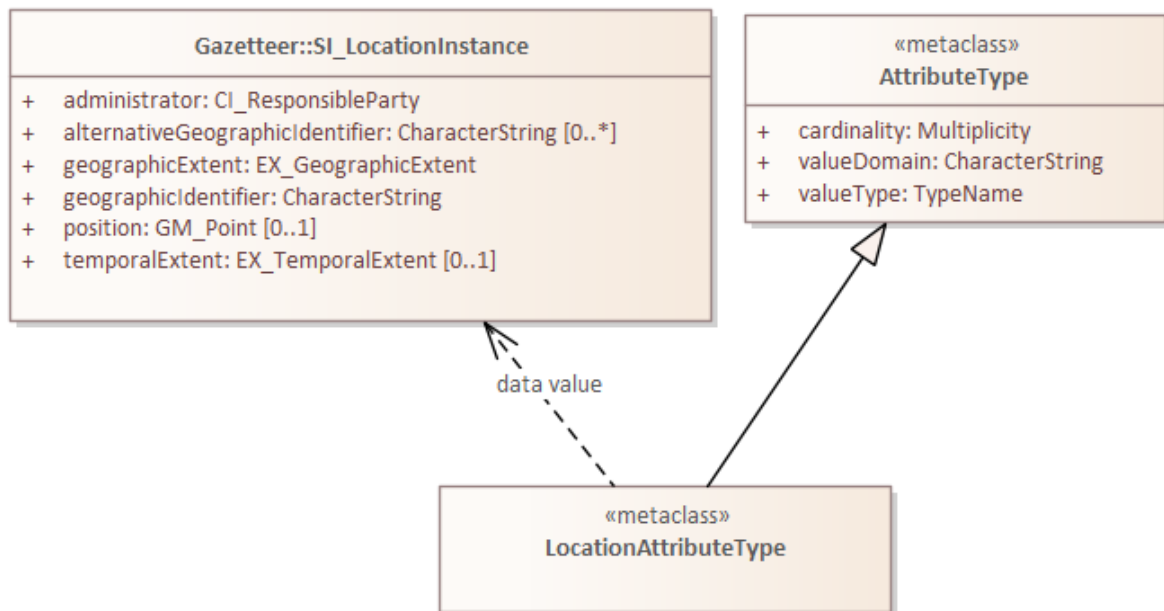 Gazetteer::SI_LocationInstance
+ administrator: CI_ResponsibleParty
+ alternativeGeographicIdentifier: CharacterString [0..*]
+ geographicExtent: EX_GeographicExtent
+ geographicIdentifier: CharacterString
+ position: GM_Point [0..1]
+ temporalExtent: EX_TemporalExtent [0..1]
«metaclass»
AttributeType
+ cardinality: Multiplicity
+ valueDomain: CharacterString
+ valueType: TypeName
data value
«metaclass»
LocationAttributeType